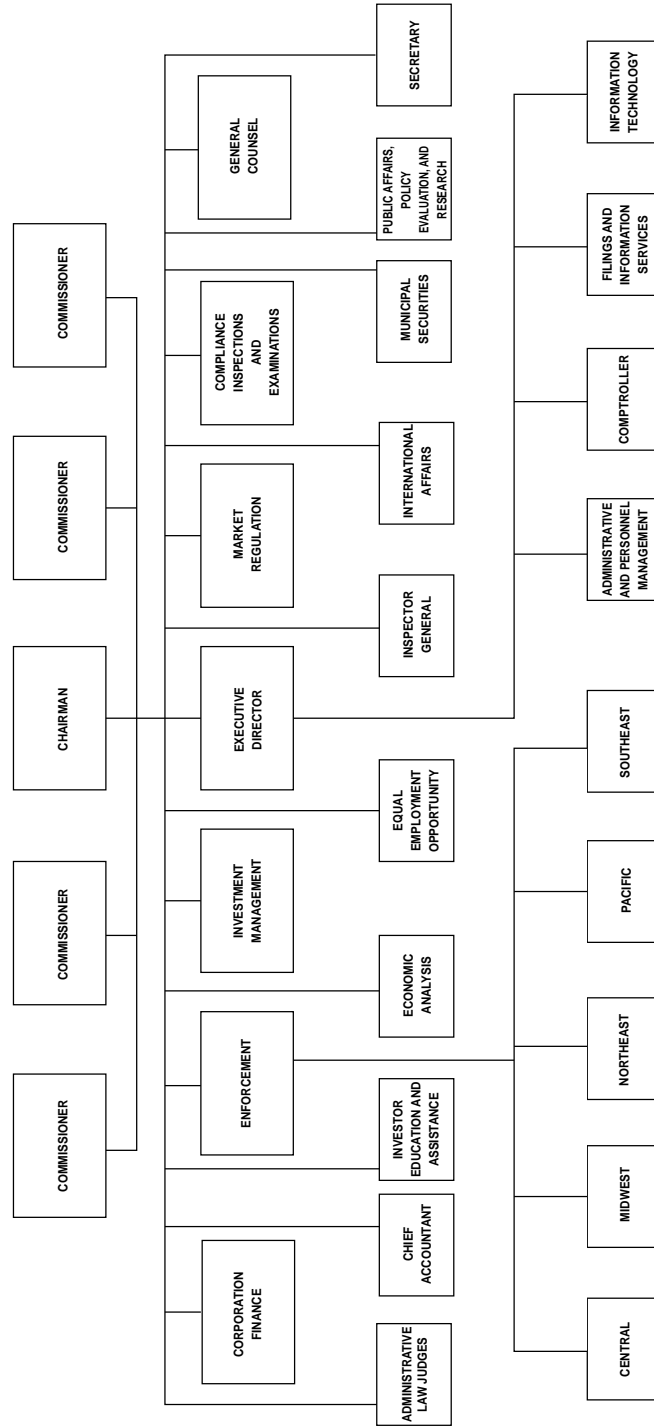 COMMISSIONER
COMMISSIONER
CHAIRMAN
COMMISSIONER
COMMISSIONER
CORPORATION
FINANCE
ENFORCEMENT
INVESTMENT
MANAGEMENT
EXECUTIVE
DIRECTOR
MARKET
REGULATION
COMPLIANCE
INSPECTIONS
AND
EXAMINATIONS
GENERAL
COUNSEL
ADMINISTRATIVE
LAW JUDGES
CHIEF
ACCOUNTANT
INVESTOR
EDUCATION AND
ASSISTANCE
ECONOMIC
ANALYSIS
EQUAL
EMPLOYMENT
OPPORTUNITY
INSPECTOR
GENERAL
INTERNATIONAL
AFFAIRS
MUNICIPAL
SECURITIES
PUBLIC AFFAIRS,
POLICY
EVALUATION, AND
RESEARCH
SECRETARY
CENTRAL
MIDWEST
NORTHEAST
PACIFIC
SOUTHEAST
ADMINISTRATIVE
AND PERSONNEL
MANAGEMENT
COMPTROLLER
FILINGS AND
INFORMATION
SERVICES
INFORMATION
TECHNOLOGY